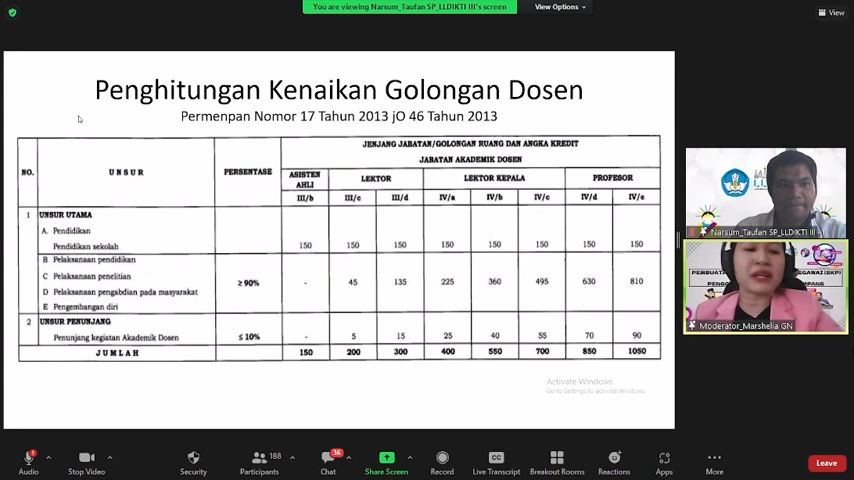 You are viewing Narsum_Taufan SP_LLDIKTI III's screen
View Options
View
Penghitungan Kenaikan Golongan Dosen
Permenpan Nomor 17 Tahun 2013 jO 46 Tahun 2013
NO.
UNSUR
PERSENTASE
JENJANG JABATAN/GOLONGAN RUANG DAN ANGKA KREDIT
JABATAN AKADEMIK DOSEN
ASISTEN AHLI
LEKTOR
LEKTOR KEPALA
PROFESOR
III/b III/c III/d IV/a IV/b IV/c IV/d IV/e
1 UNSUR UTAMA
A. Pendidikan
Pendidikan sekolah 150 150 150 150 150 150 150 150
B Pelaksanaan pendidikan
C Pelaksanaan penelitian
D Pelaksanaan pengabdian pada masyarakat
E Pengembangan diri
≥ 90% - 45 135 225 360 495 630 810
2 UNSUR PENUNJANG
Penunjang kegiatan Akademik Dosen ≤ 10% - 5 15 25 40 55 70 90
JUMLAH 150 200 300 400 550 700 850 1050
Activate Windows
Go to Settings to activate Windows.
Narsum_Taufan SP_LLDIKTI III
Moderator_Marshelia GN
Audio
Stop Video
Security
Participants
188
Chat
36
Share Screen
Record
CC
Live Transcript
Breakout Rooms
Reactions
Apps
More
Leave